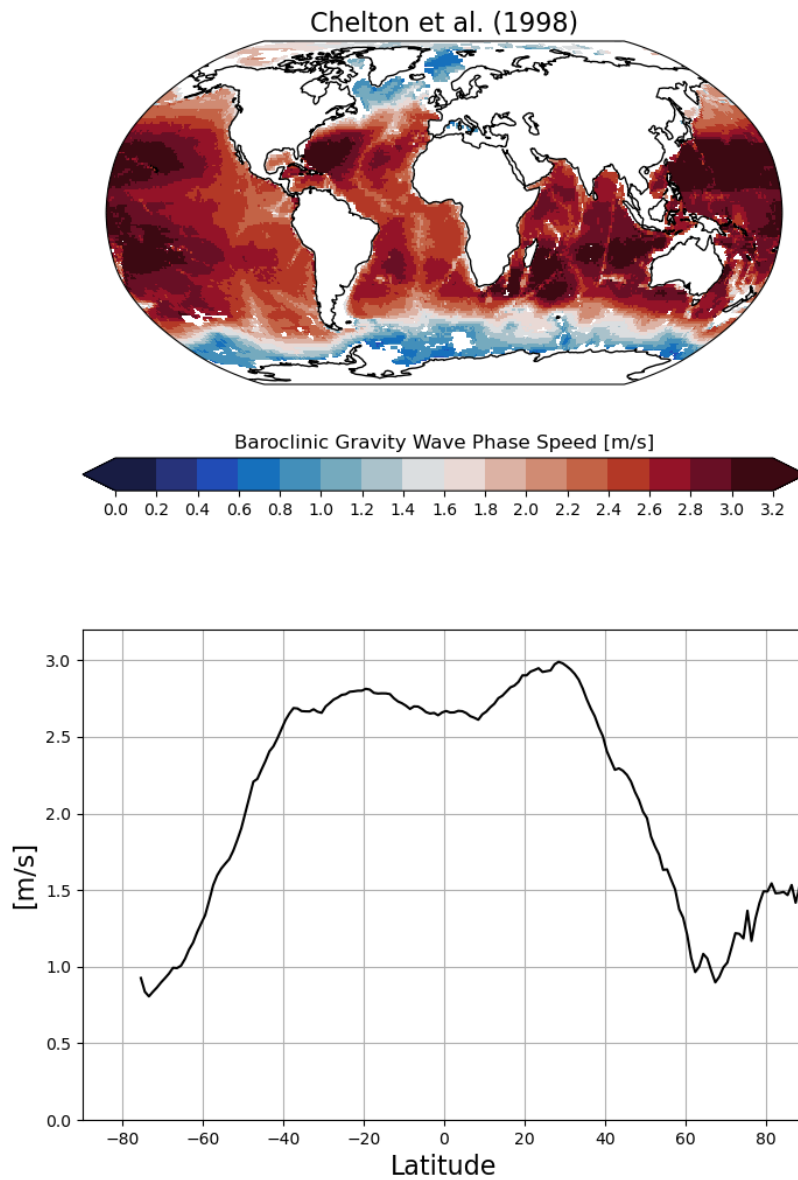 Chelton et al. (1998)
Baroclinic Gravity Wave Phase Speed [m/s]
0.0 0.2 0.4 0.6 0.8 1.0 1.2 1.4 1.6 1.8 2.0 2.2 2.4 2.6 2.8 3.0 3.2
3.0
2.5
2.0
1.5
1.0
0.5
0.0
[m/s]
−80 −60 −40 −20 0 20 40 60 80
Latitude